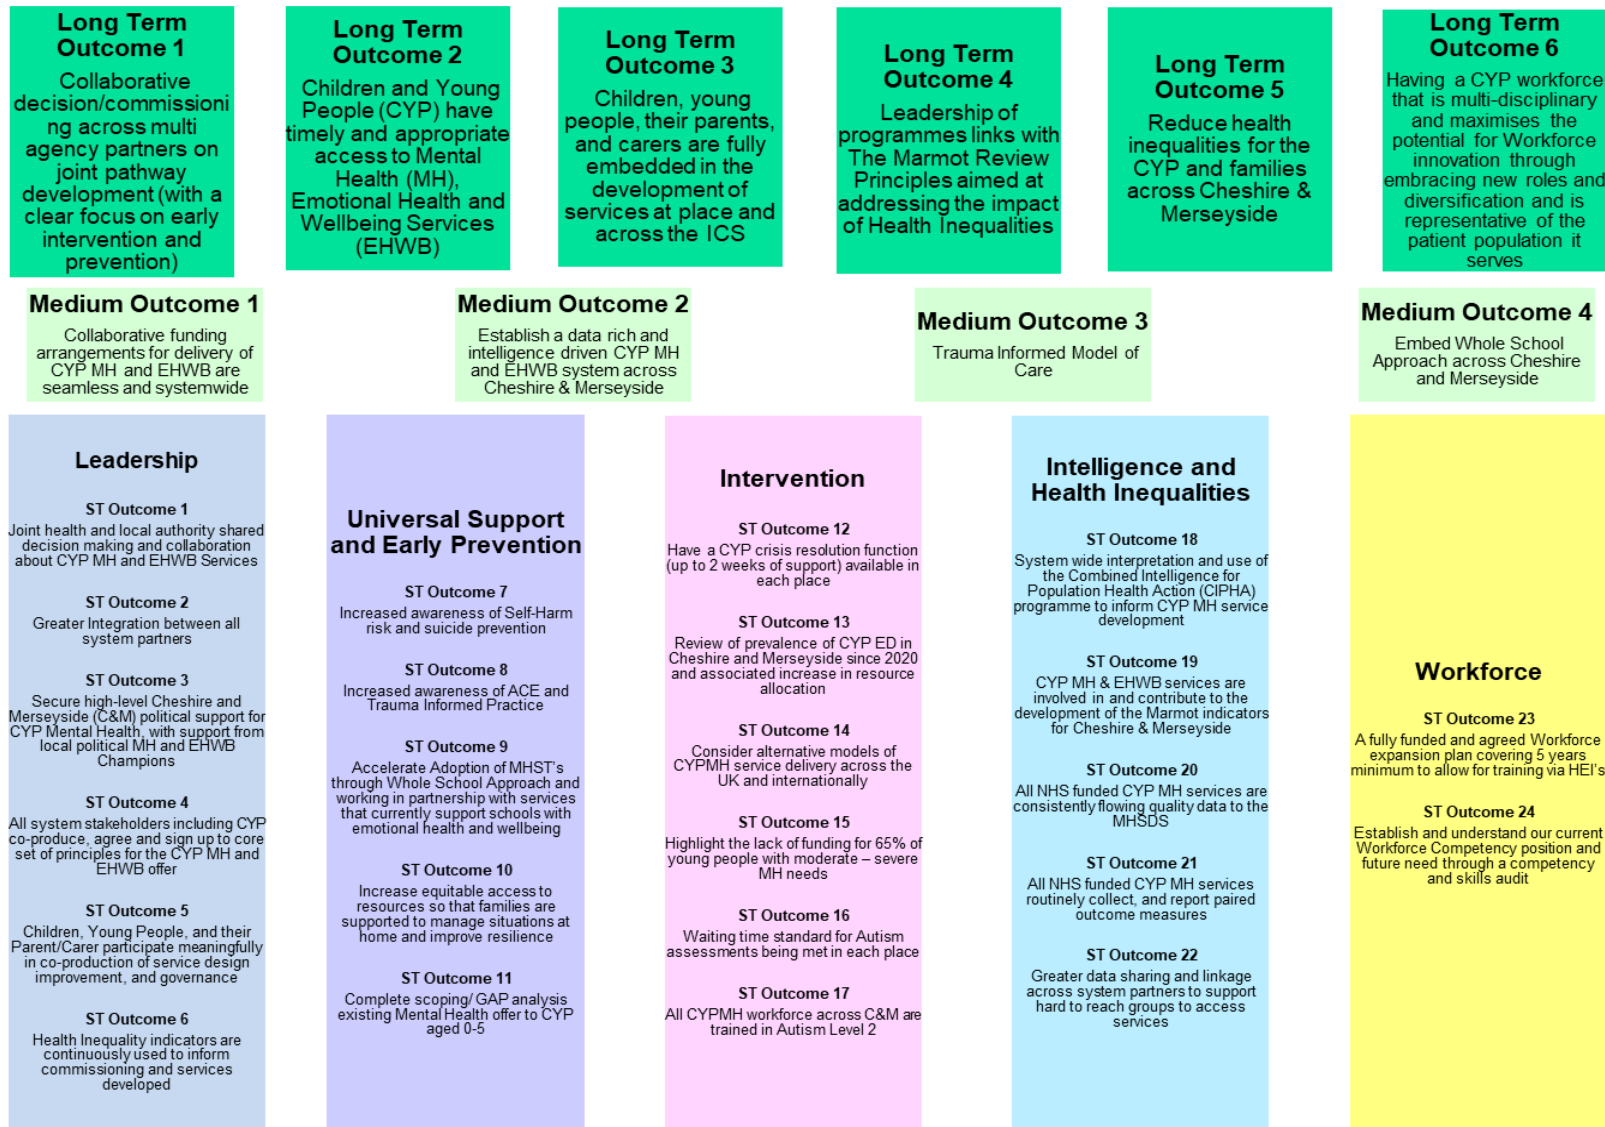 Long Term
Outcome 1
Collaborative
decision/commissioni
ng across multi
agency partners on
joint pathway
development (with a
clear focus on early
intervention and
prevention)
Long Term
Outcome 2
Children and Young
People (CYP) have
timely and appropriate
access to Mental
Health (MH),
Emotional Health and
Wellbeing Services
(EHWB)
Long Term
Outcome 3
Children, young
people, their parents,
and carers are fully
embedded in the
development of
services at place and
across the ICS
Long Term
Outcome 4
Leadership of
programmes links with
The Marmot Review
Principles aimed at
addressing the impact
of Health Inequalities
Long Term
Outcome 5
Reduce health
inequalities for the
CYP and families
across Cheshire &
Merseyside
Long Term
Outcome 6
Having a CYP workforce
that is multi-disciplinary
and maximises the
potential for Workforce
innovation through
embracing new roles and
diversification and is
representative of the
patient population it
serves
Medium Outcome 1
Collaborative funding
arrangements for delivery of
CYP MH and EHWB are
seamless and systemwide
Medium Outcome 2
Establish a data rich and
intelligence driven CYP MH
and EHWB system across
Cheshire & Merseyside
Medium Outcome 3
Trauma Informed Model of
Care
Medium Outcome 4
Embed Whole School
Approach across Cheshire
and Merseyside
Leadership
ST Outcome 1
Joint health and local authority shared
decision making and collaboration
about CYP MH and EHWB Services
ST Outcome 2
Greater Integration between all
system partners
ST Outcome 3
Secure high-level Cheshire and
Merseyside (C&M) political support for
CYP Mental Health, with support from
local political MH and EHWB
Champions
ST Outcome 4
All system stakeholders including CYP
co-produce, agree and sign up to core
set of principles for the CYP MH and
EHWB offer
ST Outcome 5
Children, Young People, and their
Parent/Carer participate meaningfully
in co-production of service design
improvement, and governance
ST Outcome 6
Health Inequality indicators are
continuously used to inform
commissioning and services
developed
Universal Support
and Early Prevention
ST Outcome 7
Increased awareness of Self-Harm
risk and suicide prevention
ST Outcome 8
Increased awareness of ACE and
Trauma Informed Practice
ST Outcome 9
Accelerate Adoption of MHST's
through Whole School Approach and
working in partnership with services
that currently support schools with
emotional health and wellbeing
ST Outcome 10
Increase equitable access to
resources so that families are
supported to manage situations at
home and improve resilience
ST Outcome 11
Complete scoping/ GAP analysis
existing Mental Health offer to CYP
aged 0-5
Intervention
ST Outcome 12
Have a CYP crisis resolution function
(up to 2 weeks of support) available in
each place
ST Outcome 13
Review of prevalence of CYP ED in
Cheshire and Merseyside since 2020
and associated increase in resource
allocation
ST Outcome 14
Consider alternative models of
CYPMH service delivery across the
UK and internationally
ST Outcome 15
Highlight the lack of funding for 65% of
young people with moderate – severe
MH needs
ST Outcome 16
Waiting time standard for Autism
assessments being met in each place
ST Outcome 17
All CYPMH workforce across C&M are
trained in Autism Level 2
Intelligence and
Health Inequalities
ST Outcome 18
System wide interpretation and use of
the Combined Intelligence for
Population Health Action (CIPHA)
programme to inform CYP MH service
development
ST Outcome 19
CYP MH & EHWB services are
involved in and contribute to the
development of the Marmot indicators
for Cheshire & Merseyside
ST Outcome 20
All NHS funded CYP MH services are
consistently flowing quality data to the
MHSDS
ST Outcome 21
All NHS funded CYP MH services
routinely collect, and report paired
outcome measures
ST Outcome 22
Greater data sharing and linkage
across system partners to support
hard to reach groups to access
services
Workforce
ST Outcome 23
A fully funded and agreed Workforce
expansion plan covering 5 years
minimum to allow for training via HEI's
ST Outcome 24
Establish and understand our current
Workforce Competency position and
future need through a competency
and skills audit